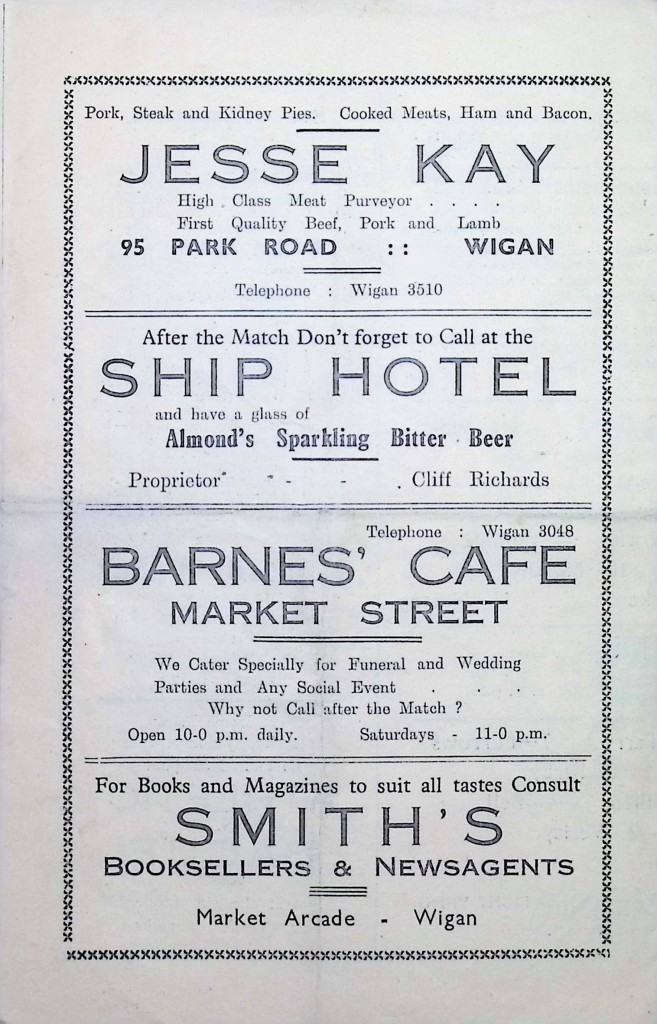 Pork, Steak and Kidney Pies. Cooked Meats, Ham and Bacon.
JESSE KAY
High Class Meat Purveyor . . . .
First Quality Beef, Pork and Lamb
95 PARK ROAD :: WIGAN
Telephone : Wigan 3510
After the Match Don't forget to Call at the
SHIP HOTEL
and have a glass of
Almond's Sparkling Bitter Beer
Proprietor - - - . Cliff Richards
Telephone : Wigan 3048
BARNES' CAFE
MARKET STREET
We Cater Specially for Funeral and Wedding
Parties and Any Social Event . . .
Why not Call after the Match ?
Open 10-0 p.m. daily. Saturdays - 11-0 p.m.
For Books and Magazines to suit all tastes Consult
SMITH'S
BOOKSELLERS & NEWSAGENTS
Market Arcade - Wigan